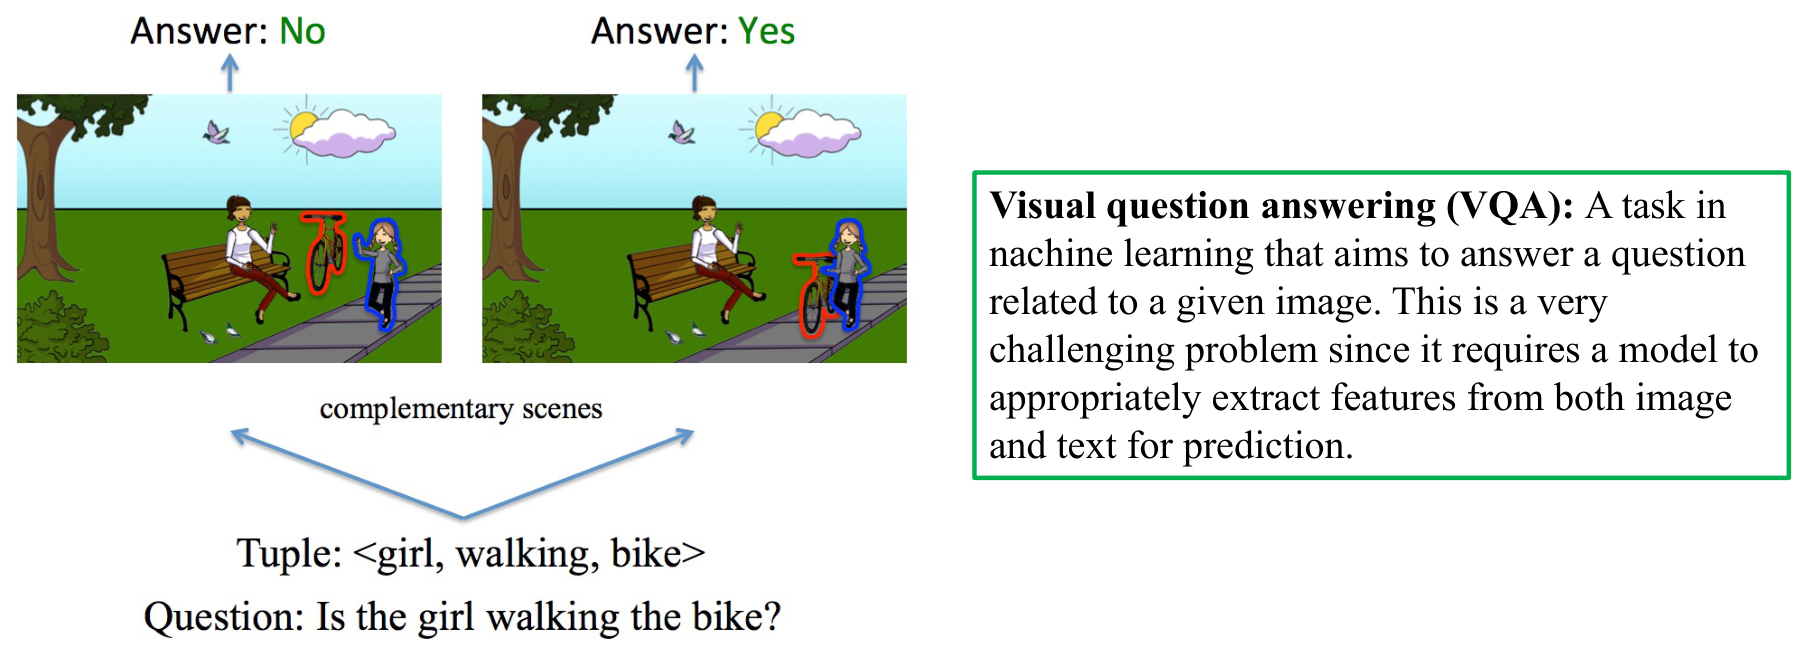 Answer: No
Answer: Yes
complementary scenes
Tuple: <girl, walking, bike>
Question: Is the girl walking the bike?
Visual question answering (VQA): A task in
nachine learning that aims to answer a question
related to a given image. This is a very
challenging problem since it requires a model to
appropriately extract features from both image
and text for prediction.